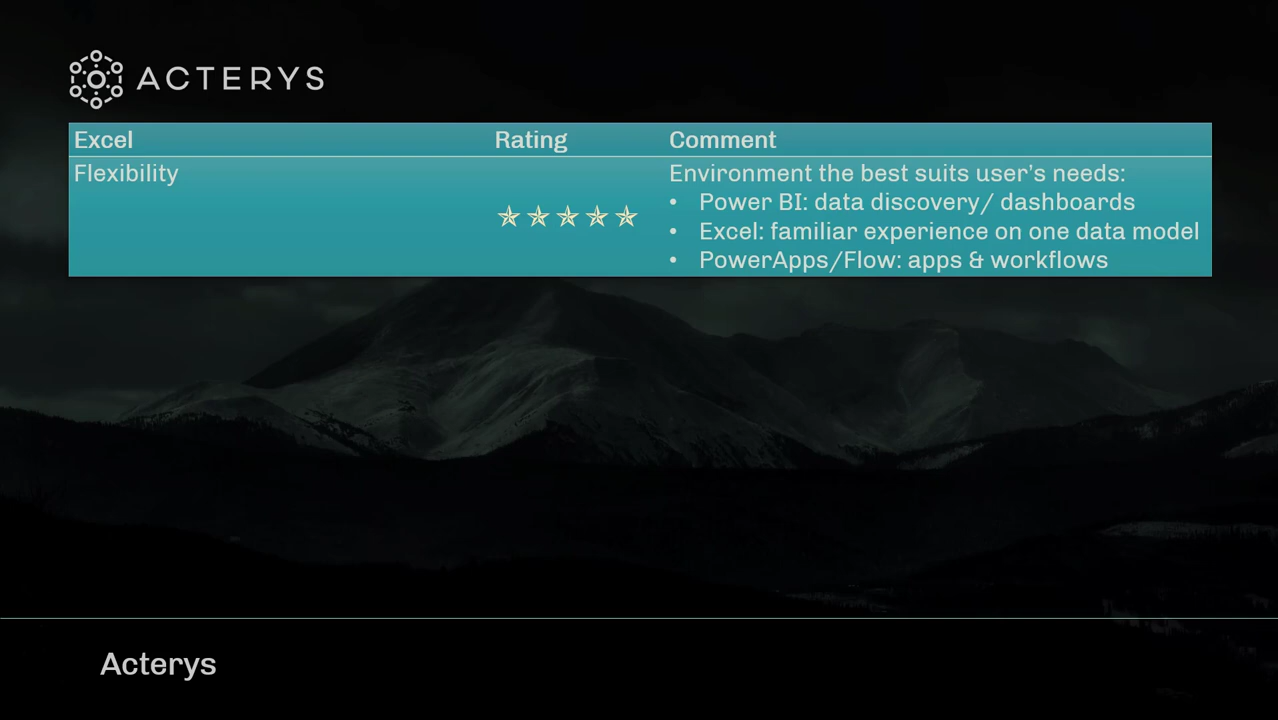 ACTERYS
Excel Rating Comment
Flexibility Environment the best suits user’s needs:
• Power BI: data discovery/ dashboards
• Excel: familiar experience on one data model
• PowerApps/Flow: apps & workflows
Acterys